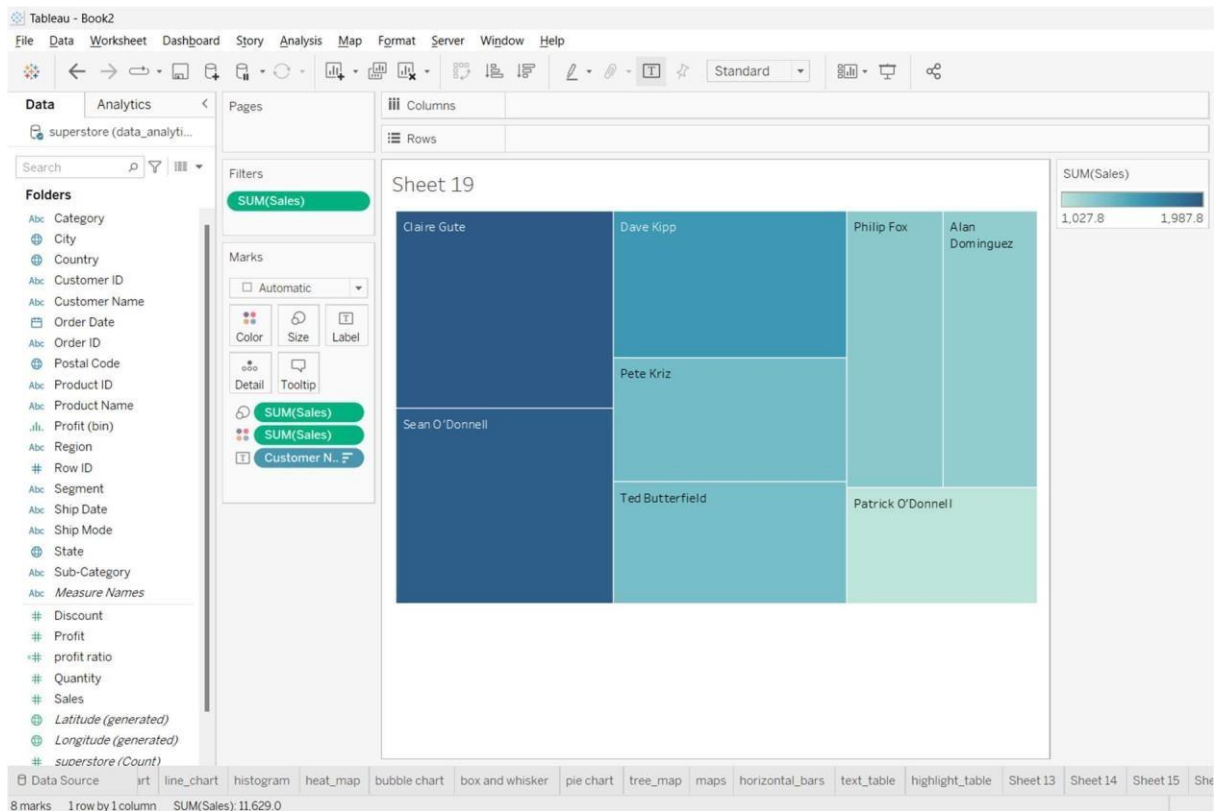 Tableau - Book2
File Data Worksheet Dashboard Story Analysis Map Format Server Window Help
Standard
Data Analytics
superstore (data_analyti...
Search
Folders
Abc Category
City
Country
Abc Customer ID
Abc Customer Name
Order Date
Abc Order ID
Postal Code
Abc Product ID
Abc Product Name
Profit (bin)
Abc Region
# Row ID
Abc Segment
Abc Ship Date
Abc Ship Mode
State
Abc Sub-Category
Abc Measure Names
# Discount
# Profit
=# profit ratio
# Quantity
# Sales
Latitude (generated)
Longitude (generated)
# superstore (Count)
Pages
Filters
SUM(Sales)
Marks
Automatic
Color Size Label
Detail Tooltip
SUM(Sales)
SUM(Sales)
Customer N..
Columns
Rows
Sheet 19
Claire Gute
Sean O'Donnell
Dave Kipp
Pete Kriz
Ted Butterfield
Philip Fox
Alan
Dominguez
Patrick O'Donnell
SUM(Sales)
1,027.8 1,987.8
Data Source art line_chart histogram heat_map bubble chart box and whisker pie chart tree_map maps horizontal_bars text_table highlight_table Sheet 13 Sheet 14 Sheet 15 She
8 marks 1 row by 1 column SUM(Sales): 11,629.0